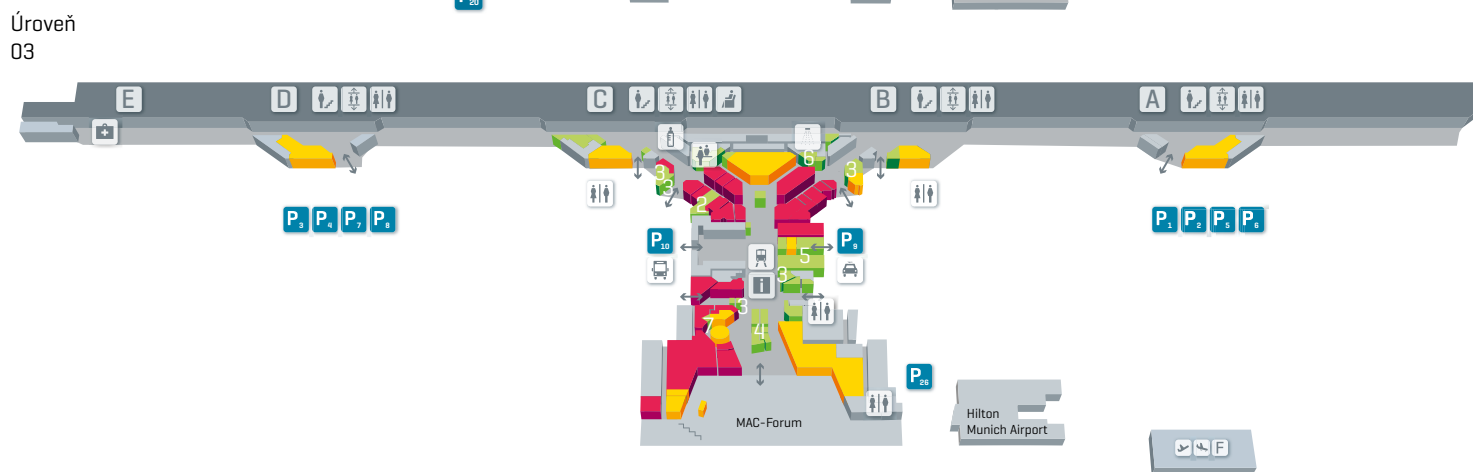 P20
Úroveň
03
E
D
C
B
A
6
3
3
3
2
P3 P4 P7 P8
P1 P2 P5 P6
P10
P9
5
3
i
3
7
4
P26
MAC-Forum
Hilton
Munich Airport
F